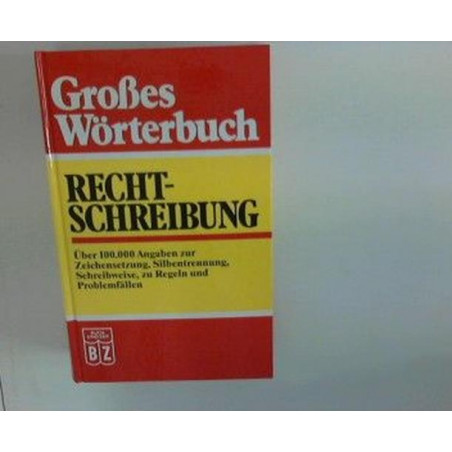 Großes
Wörterbuch
RECHT-
SCHREIBUNG
Über 100.000 Angaben zur
Zeichensetzung, Silbentrennung,
Schreibweise, zu Regeln und
Problemfällen
BZ